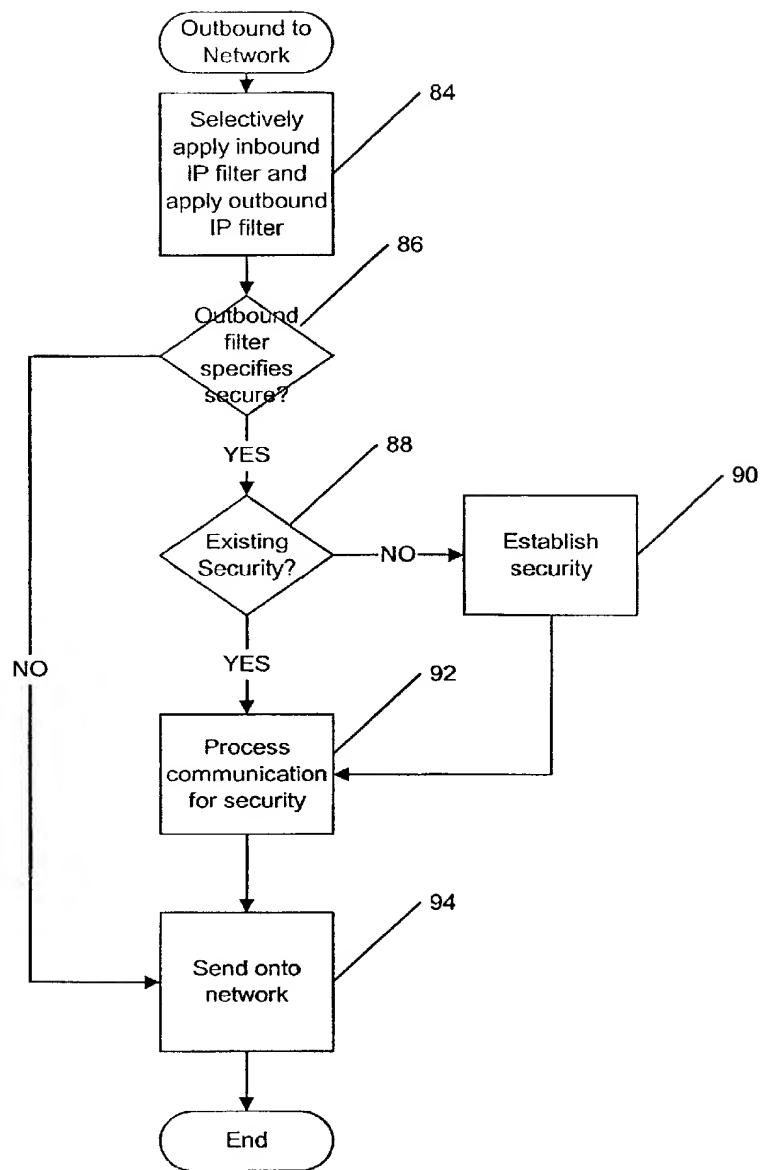 Outbound to
Network
84
Selectively
apply inbound
IP filter and
apply outbound
IP filter
86
Outbound
filter
specifies
secure?
YES
88
90
Existing
Security?
NO
Establish
security
YES
NO
92
Process
communication
for security
94
Send onto
network
End